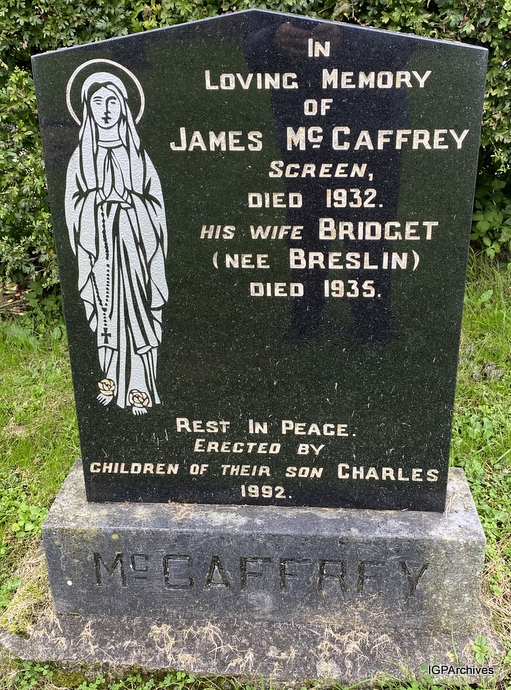 In
Loving Memory
of
James McCaffrey
Screen,
died 1932.
his wife Bridget
(nee Breslin)
died 1935.
Rest In Peace.
Erected by
children of their son Charles
1992.
McCaffrey
IGPArchives